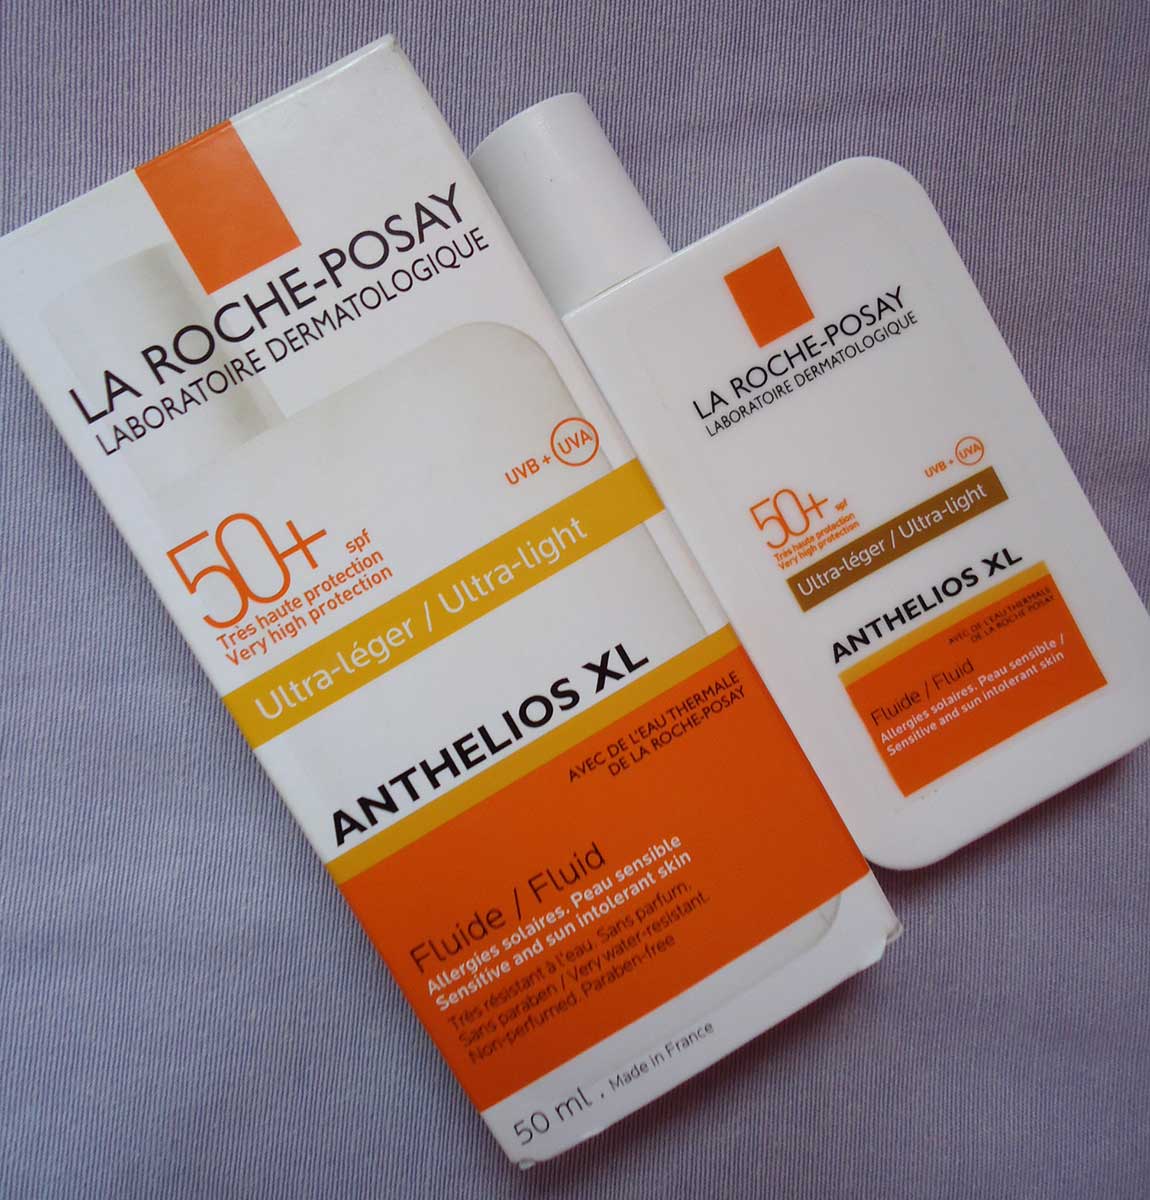 LA ROCHE-POSAY
LABORATOIRE DERMATOLOGIQUE
UVB + UVA
50+ spf
Très haute protection
Very high protection
Ultra-léger / Ultra-light
ANTHELIOS XL
AVEC DE L'EAU THERMALE
DE LA ROCHE-POSAY
Fluide / Fluid
Allergies solaires. Peau sensible
Sensitive and sun intolerant skin
Très résistant à l'eau. Sans parfum.
Sans paraben / Very water-resistant.
Non-perfumed. Paraben-free
50 ml . Made in France
LA ROCHE-POSAY
LABORATOIRE DERMATOLOGIQUE
UVB + UVA
50+ spf
Très haute protection
Very high protection
Ultra-léger / Ultra-light
ANTHELIOS XL
AVEC DE L'EAU THERMALE
DE LA ROCHE POSAY
Fluide / Fluid
Allergies solaires. Peau sensible /
Sensitive and sun intolerant skin